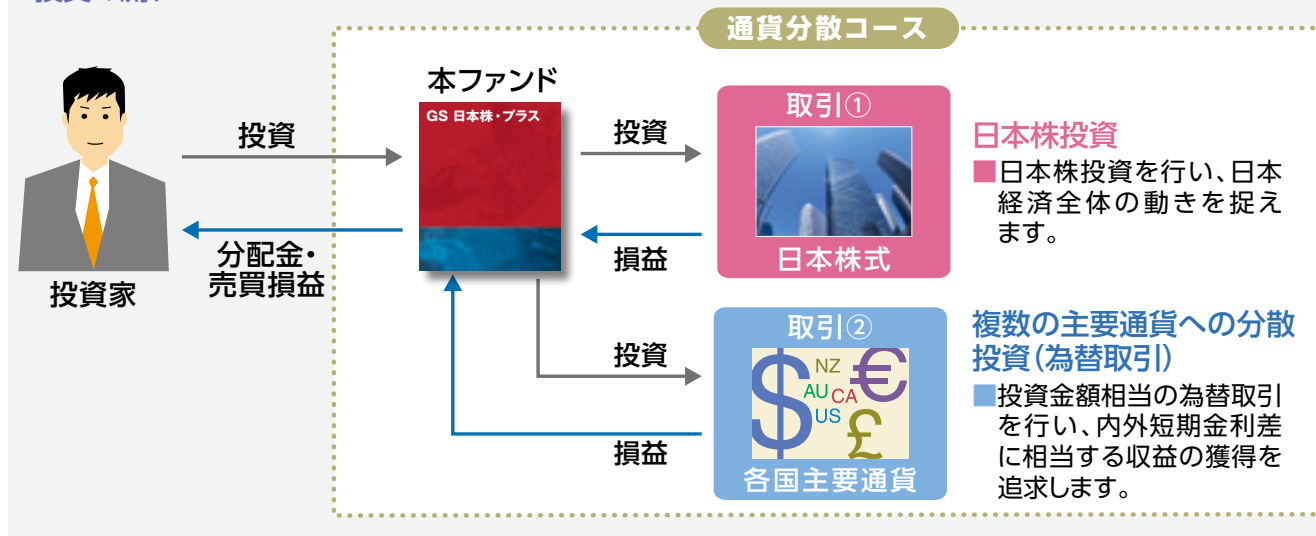 通貨分散コース
本ファンド
GS 日本株・プラス
投資
分配金・
売買損益
投資家
投資
損益
取引①
日本株式
日本株投資
■日本株投資を行い、日本
経済全体の動きを捉え
ます。
投資
損益
取引②
$ NZ €
AU CA
US £
各国主要通貨
複数の主要通貨への分散
投資(為替取引)
■投資金額相当の為替取引
を行い、内外短期金利差
に相当する収益の獲得を
追求します。